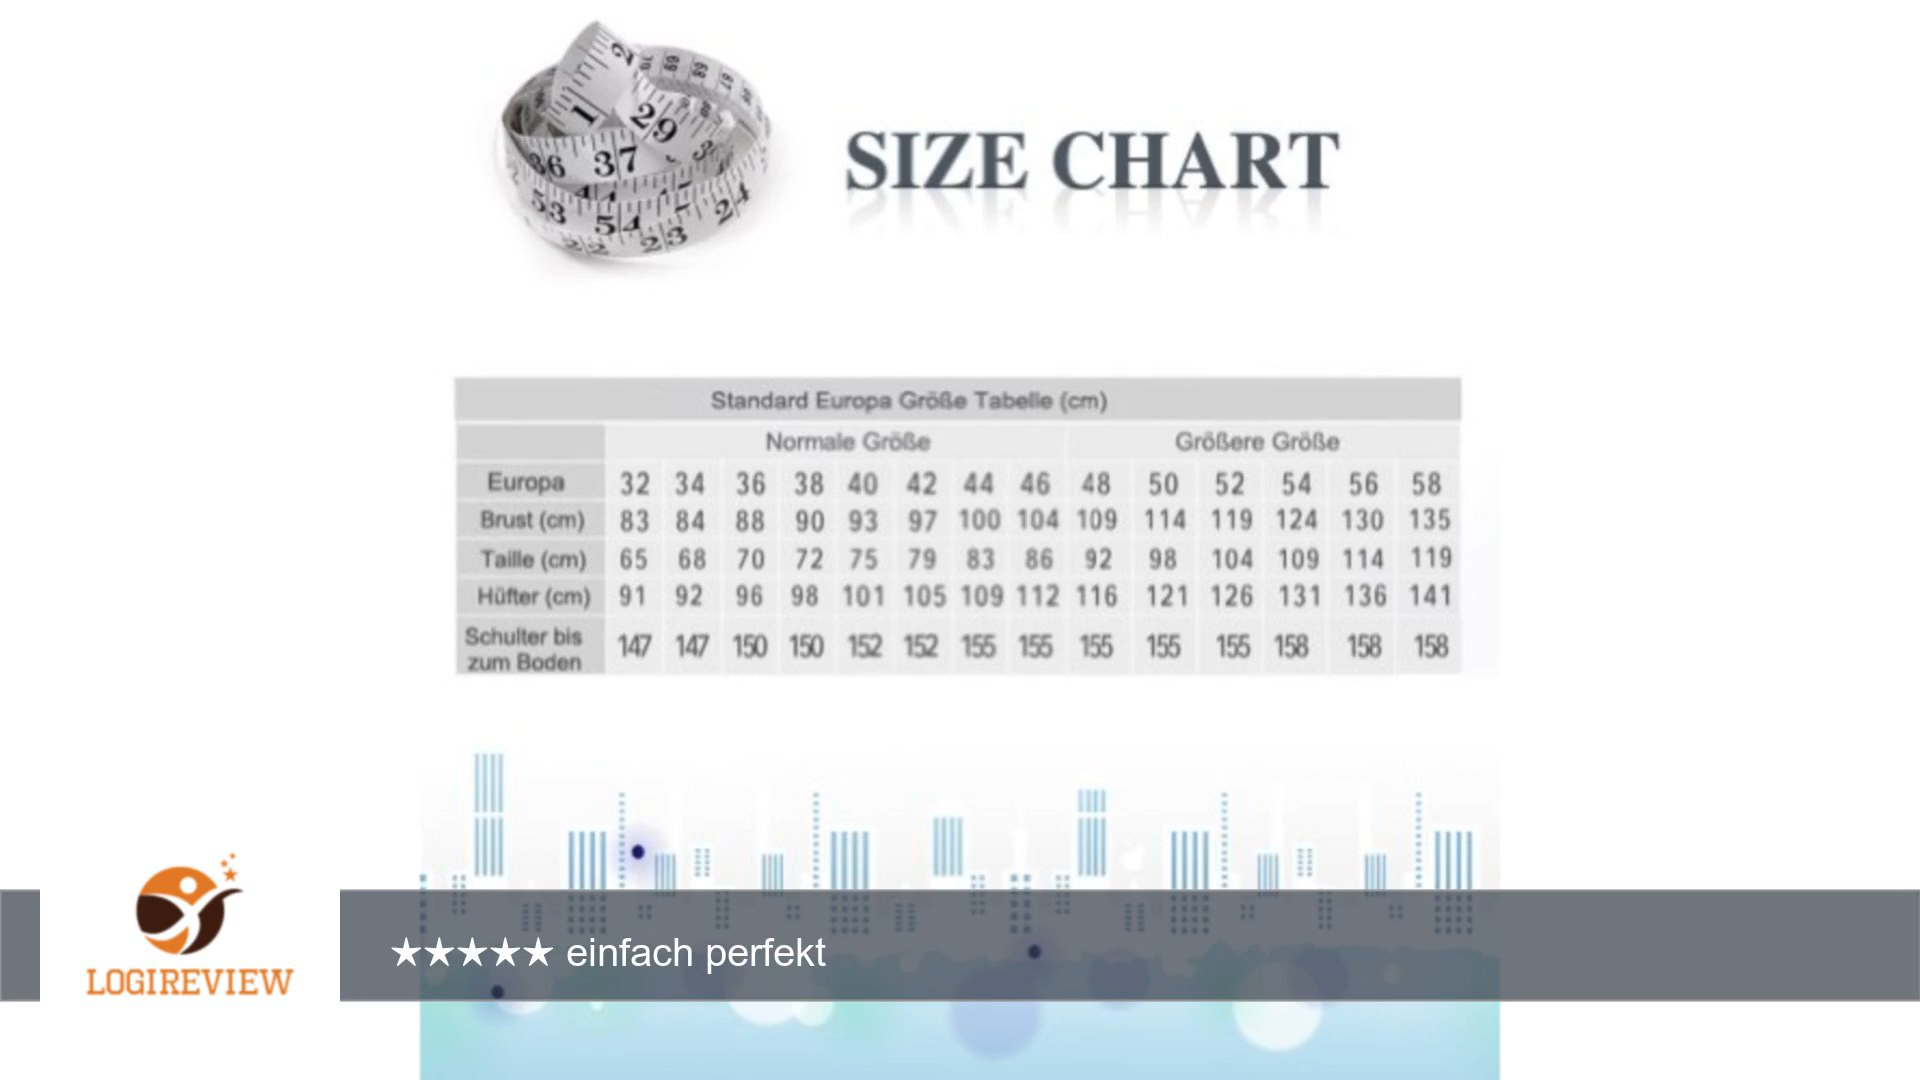 SIZE CHART
Standard Europa Größe Tabelle (cm)
Normale Größe Größere Größe
Europa 32 34 36 38 40 42 44 46 48 50 52 54 56 58
Brust (cm) 83 84 88 90 93 97 100 104 109 114 119 124 130 135
Taille (cm) 65 68 70 72 75 79 83 86 92 98 104 109 114 119
Hüfter (cm) 91 92 96 98 101 105 109 112 116 121 126 131 136 141
Schulter bis
zum Boden 147 147 150 150 152 152 155 155 155 155 155 158 158 158
★★★★★ einfach perfekt
LOGIREVIEW